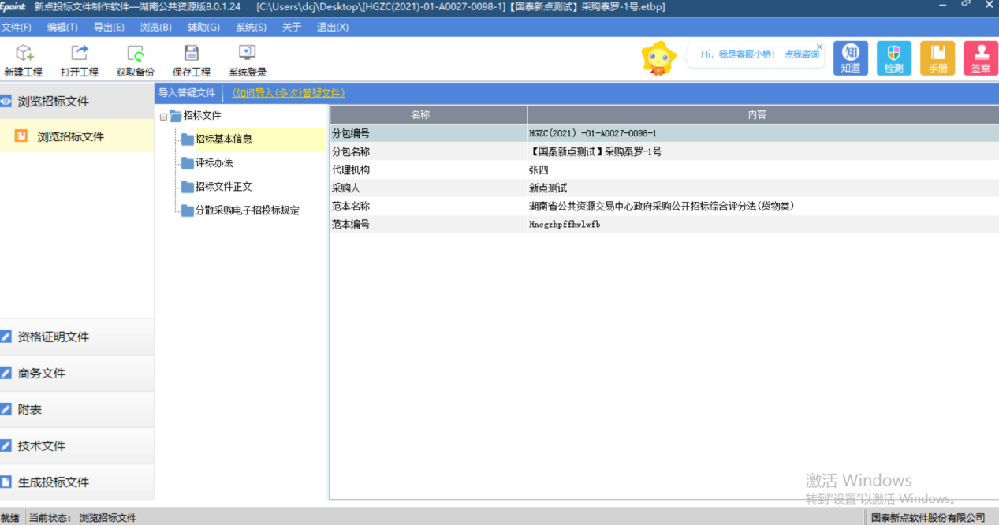 Epoint 新点投标文件制作软件—湖南公共资源版8.0.1.24 [C:\Users\dcj\Desktop\[HGZC(2021)-01-A0027-0098-1]【国泰新点测试】采购泰罗-1号.etbp]
文件(F) 编辑(T) 导出(E) 浏览(B) 辅助(G) 系统(S) 关于 退出(X)
新建工程 打开工程 获取备份 保存工程 系统登录
Hi，我是客服小桥！ 点我咨询
知 知道 检测 手册 签章
浏览招标文件
浏览招标文件
资格证明文件
商务文件
附表
技术文件
生成投标文件
导入答疑文件 (如何导入(多次)答疑文件)
招标文件
招标基本信息
评标办法
招标文件正文
分散采购电子招投标规定
名称 内容
分包编号 HGZC(2021) -01-A0027-0098-1
分包名称 【国泰新点测试】采购泰罗-1号
代理机构 张四
采购人 新点测试
范本名称 湖南省公共资源交易中心政府采购公开招标综合评分法(货物类)
范本编号 Hncgzhpffhwlwfb
激活 Windows
转到"设置"以激活 Windows。
就绪 当前状态： 浏览招标文件 国泰新点软件股份有限公司